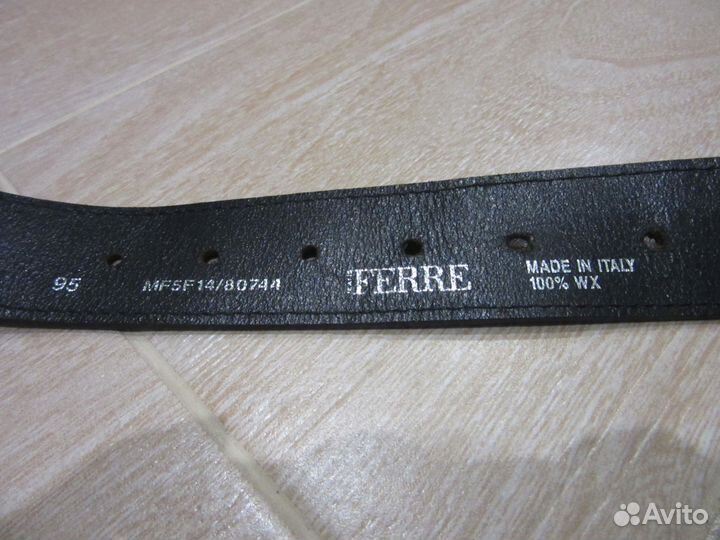 95 MF5F14/80744 FERRE MADE IN ITALY
100% WX
Avito